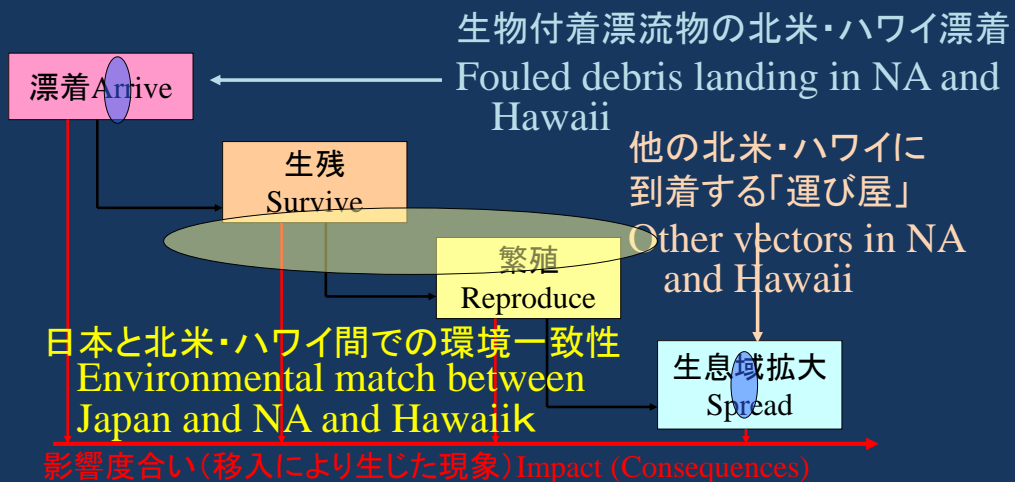 生物付着漂流物の北米・ハワイ漂着
Fouled debris landing in NA and
Hawaii
漂着Arrive
他の北米・ハワイに
到着する「運び屋」
Other vectors in NA
and Hawaii
生残
Survive
繁殖
Reproduce
日本と北米・ハワイ間での環境一致性
Environmental match between
Japan and NA and Hawaiik
生息域拡大
Spread
影響度合い(移入により生じた現象)Impact (Consequences)